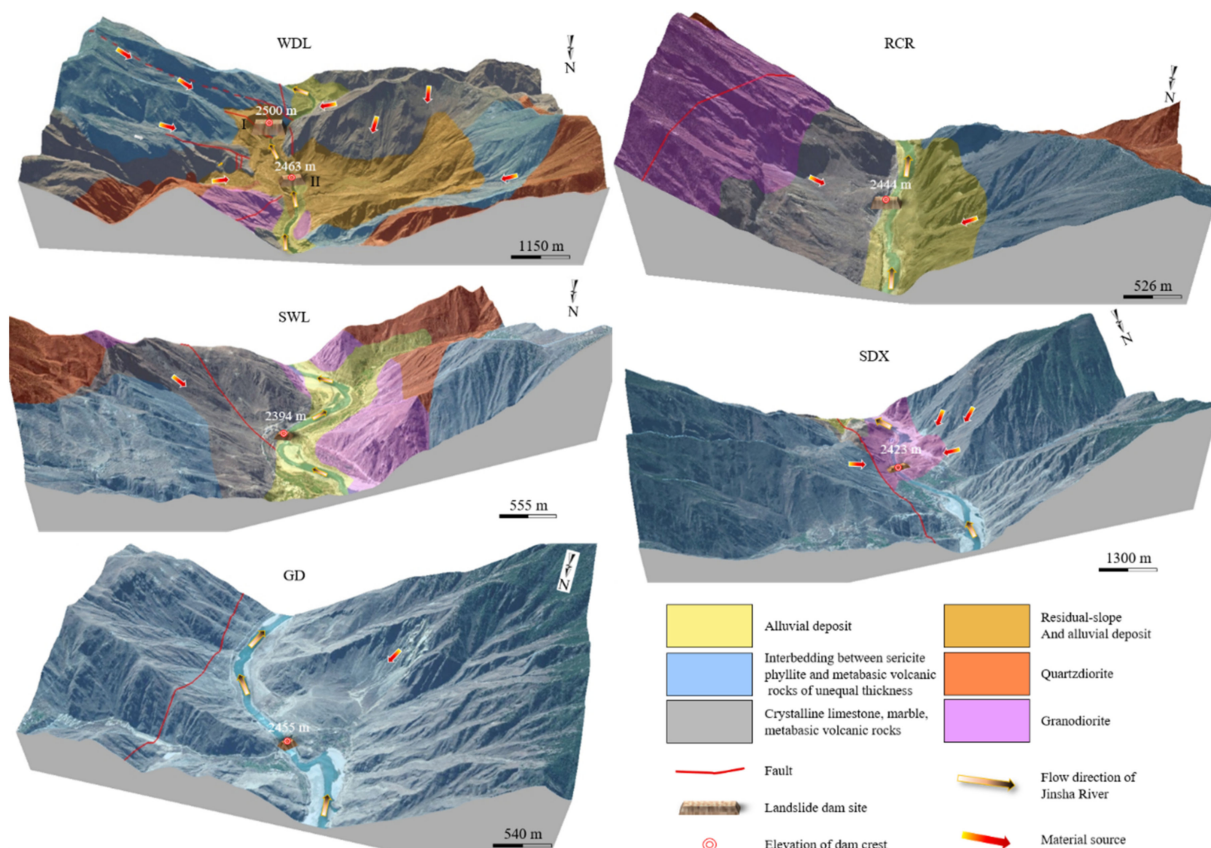 WDL
N
I
2500 m
2463 m
II
1150 m
RCR
N
2444 m
526 m
SWL
N
2394 m
555 m
SDX
N
2423 m
1300 m
GD
N
2455 m
540 m
Alluvial deposit
Interbedding between sericite
phyllite and metabasic volcanic
rocks of unequal thickness
Crystalline limestone, marble,
metabasic volcanic rocks
Fault
Landslide dam site
Elevation of dam crest
Residual-slope
And alluvial deposit
Quartzdiorite
Granodiorite
Flow direction of
Jinsha River
Material source